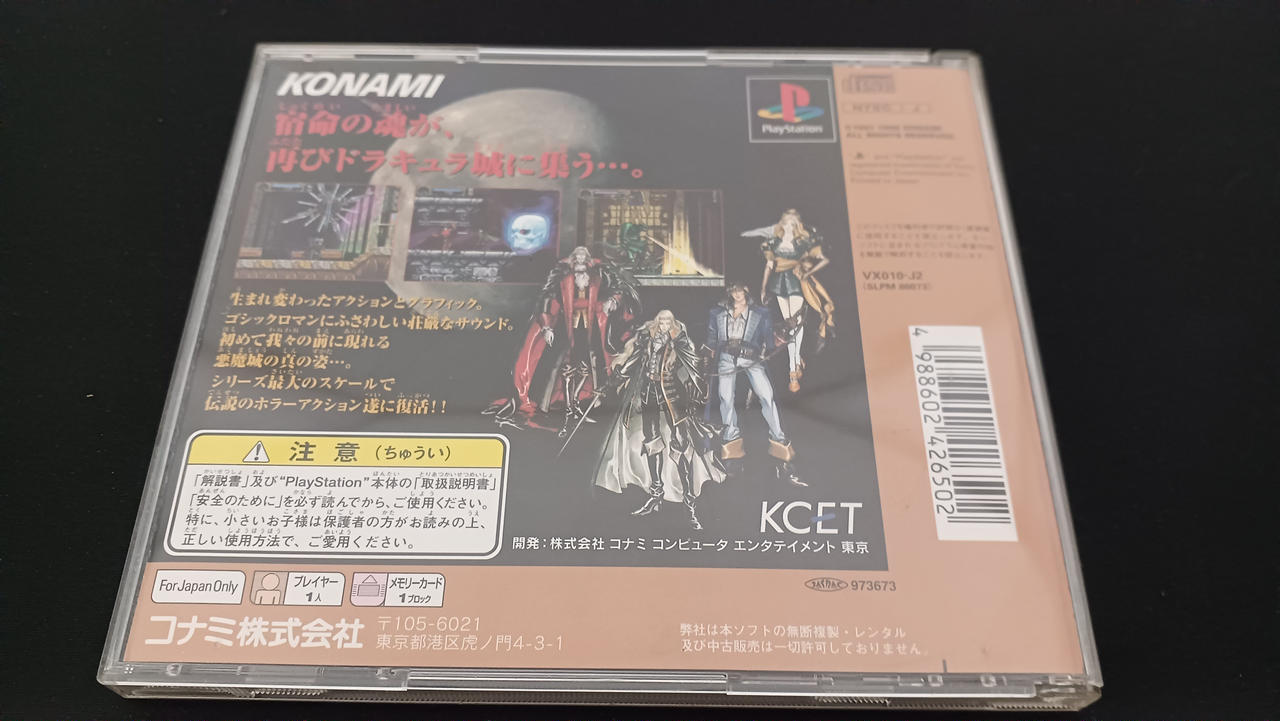 KONAMI
宿命の魂が、
再びドラキュラ城に集う…。
PlayStation
生まれ変わったアクションとグラフィック。
ゴシックロマンにふさわしい荘厳なサウンド。
初めて我々の前に現れる
悪魔城の真の姿…。
シリーズ最大のスケールで
伝説のホラーアクション遂に復活!!
注意(ちゅうい)
「解説書」及び“PlayStation”本体の「取扱説明書」
「安全のために」を必ず読んでから、ご使用ください。
特に、小さいお子様は保護者の方がお読みの上、
正しい使用方法で、ご愛用ください。
KCET
開発:株式会社 コナミ コンピュータ エンタテイメント 東京
For Japan Only
プレイヤー
1人
メモリーカード
1ブロック
コナミ株式会社
〒105-6021
東京都港区虎ノ門4-3-1
973673
弊社は本ソフトの無断複製・レンタル
及び中古販売は一切許可しておりません。
NTSC J
ALL RIGHTS RESERVED.
VX010-J2
4 988602 426502